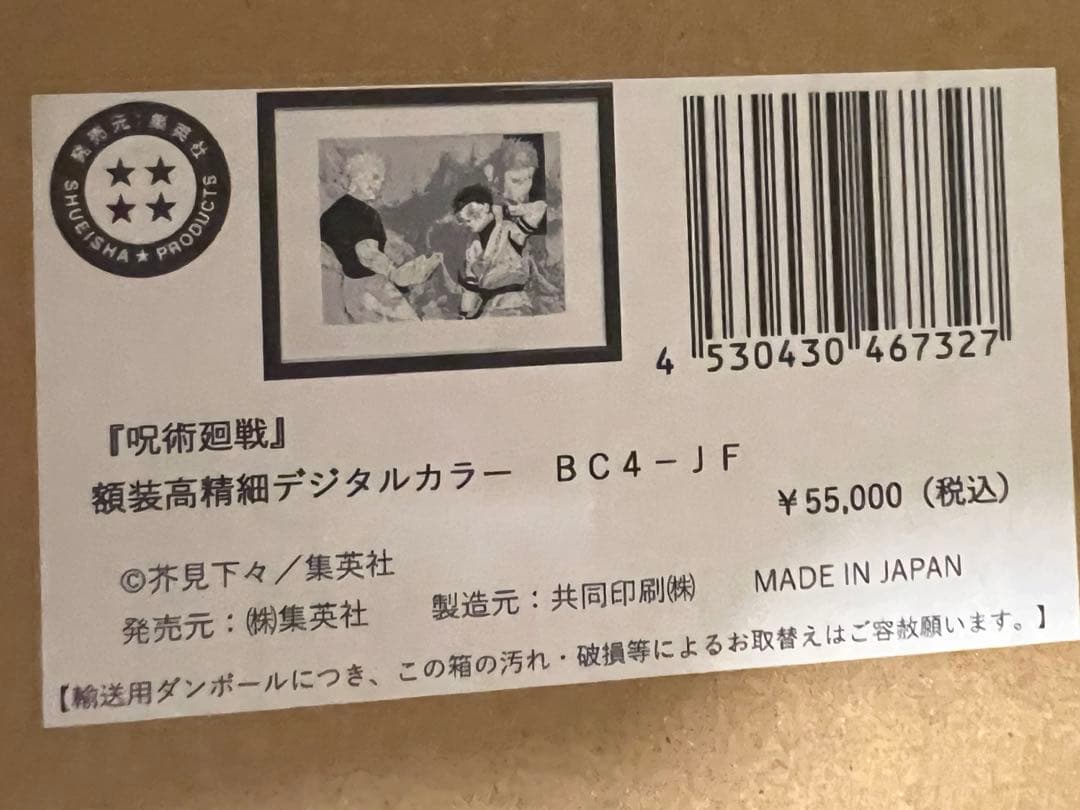 発売元：集英社
SHUEISHA★PRODUCTS
4 530430 467327
『呪術廻戦』
額装高精細デジタルカラー　ＢＣ４－ＪＦ
￥55,000（税込）
©芥見下々／集英社
発売元：㈱集英社　製造元：共同印刷㈱　MADE IN JAPAN
【輸送用ダンボールにつき、この箱の汚れ・破損等によるお取替えはご容赦願います。】